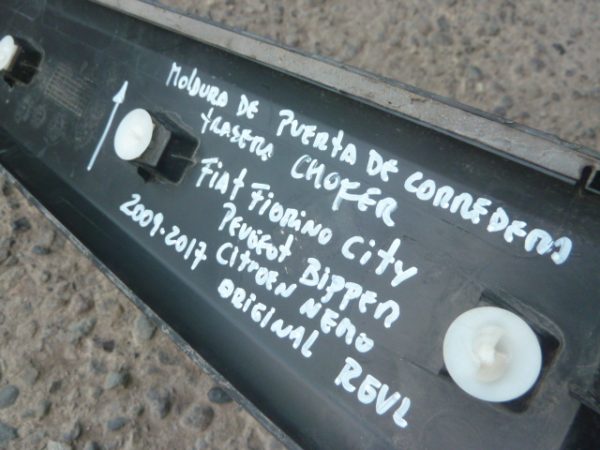 MOLDURA DE PUERTA DE CORREDERA
TRASERA CHOFER
FIAT FIORINO CITY
PEUGEOT BIPPER
2009-2017 CITROEN NEMO
ORIGINAL REVL